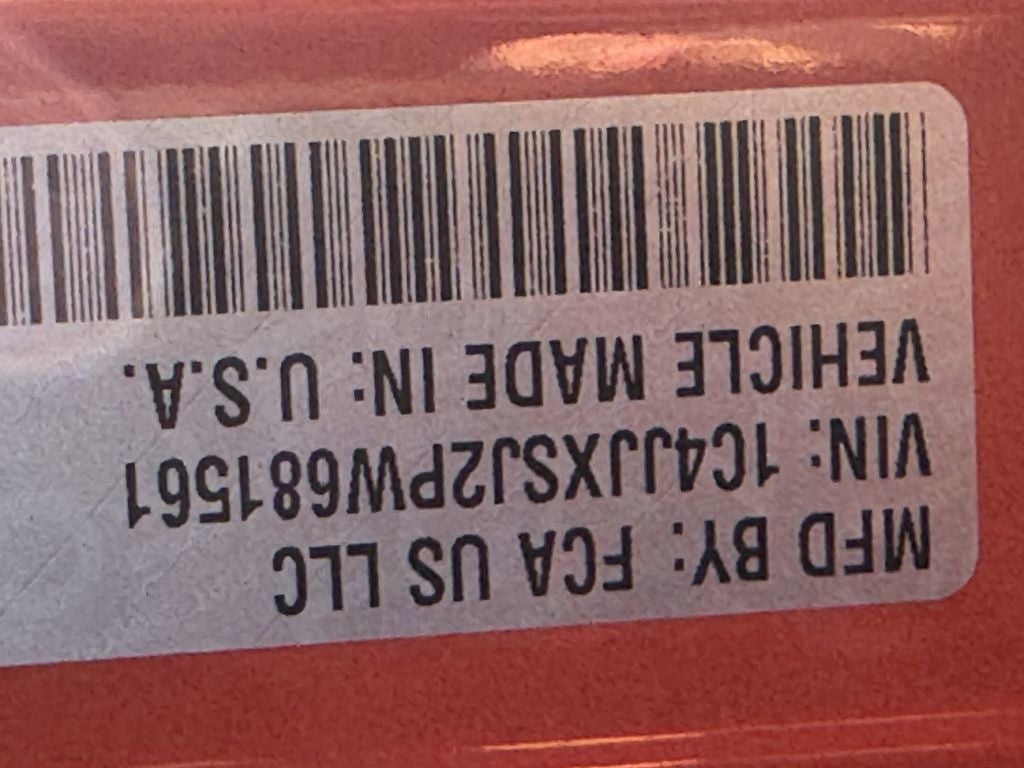 MFD BY: FCA US LLC
VIN: 1C4JJXSJ2PW681561
VEHICLE MADE IN: U.S.A.